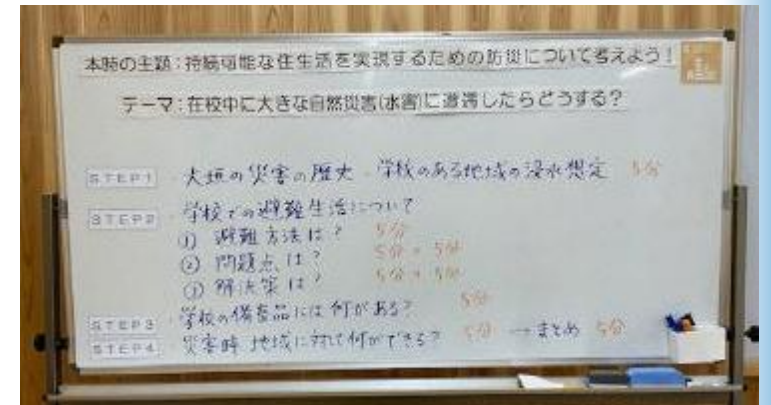 本時の主題:持続可能な住生活を実現するための防災について考えよう!
テーマ:在校中に大きな自然災害(水害)に遭遇したらどうする?
STEP1 ・大垣の災害の歴史・学校のある地域の浸水想定 5分
STEP2 ・学校での避難生活について
① 避難方法は? 5分
② 問題点は? 5分+5分
③ 解決策は? 5分+5分
STEP3 ・学校の備蓄品には何がある? 5分
STEP4 災害時 地域に対して何ができる? 5分 →まとめ 5分